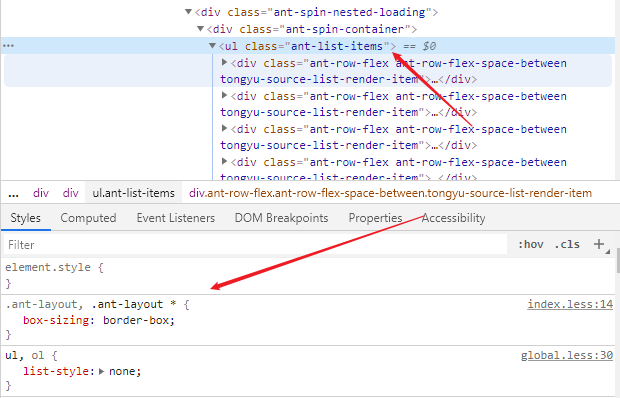 ▼<div class="ant-spin-nested-loading">
▼<div class="ant-spin-container">
… ▼<ul class="ant-list-items"> == $0
▶<div class="ant-row-flex ant-row-flex-space-between
tongyu-source-list-render-item">…</div>
▶<div class="ant-row-flex ant-row-flex-space-between
tongyu-source-list-render-item">…</div>
▶<div class="ant-row-flex ant-row-flex-space-between
tongyu-source-list-render-item">…</div>
▶<div class="ant-row-flex ant-row-flex-space-between
tongyu-source-list-render-item">…</div>
... div div ul.ant-list-items div.ant-row-flex.ant-row-flex-space-between.tongyu-source-list-render-item
Styles Computed Event Listeners DOM Breakpoints Properties Accessibility
Filter :hov .cls +
element.style {
}
.ant-layout, .ant-layout * { index.less:14
box-sizing: border-box;
}
ul, ol { global.less:30
list-style:▶ none;
}